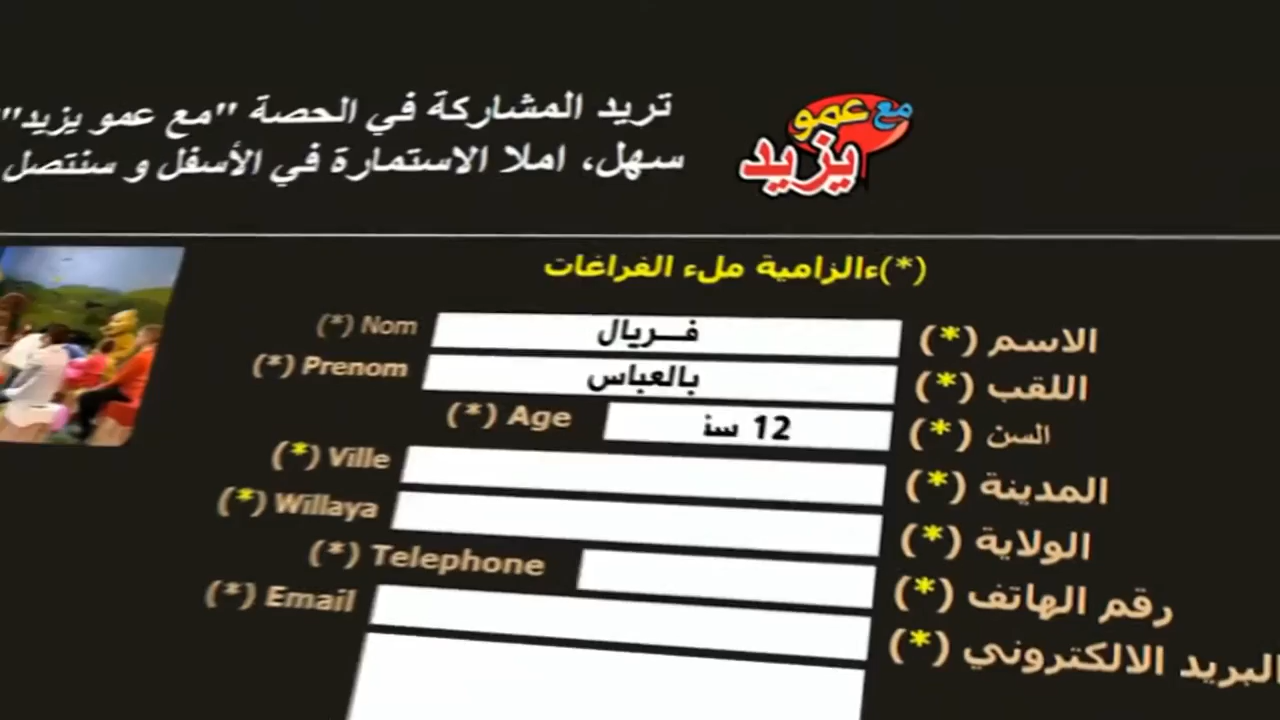 مع عمو يزيد
تريد المشاركة في الحصة "مع عمو يزيد"
سهل، املا الاستمارة في الأسفل و سنتصل
(*)ءالزامية ملء الفراغات
الاسم (*) فـــريال Nom (*)
اللقب (*) بالعباس Prenom (*)
السن (*) 12 سنـ Age (*)
المدينة (*) Ville (*)
الولاية (*) Willaya (*)
رقم الهاتف (*) Telephone (*)
البريد الالكتروني (*) Email (*)